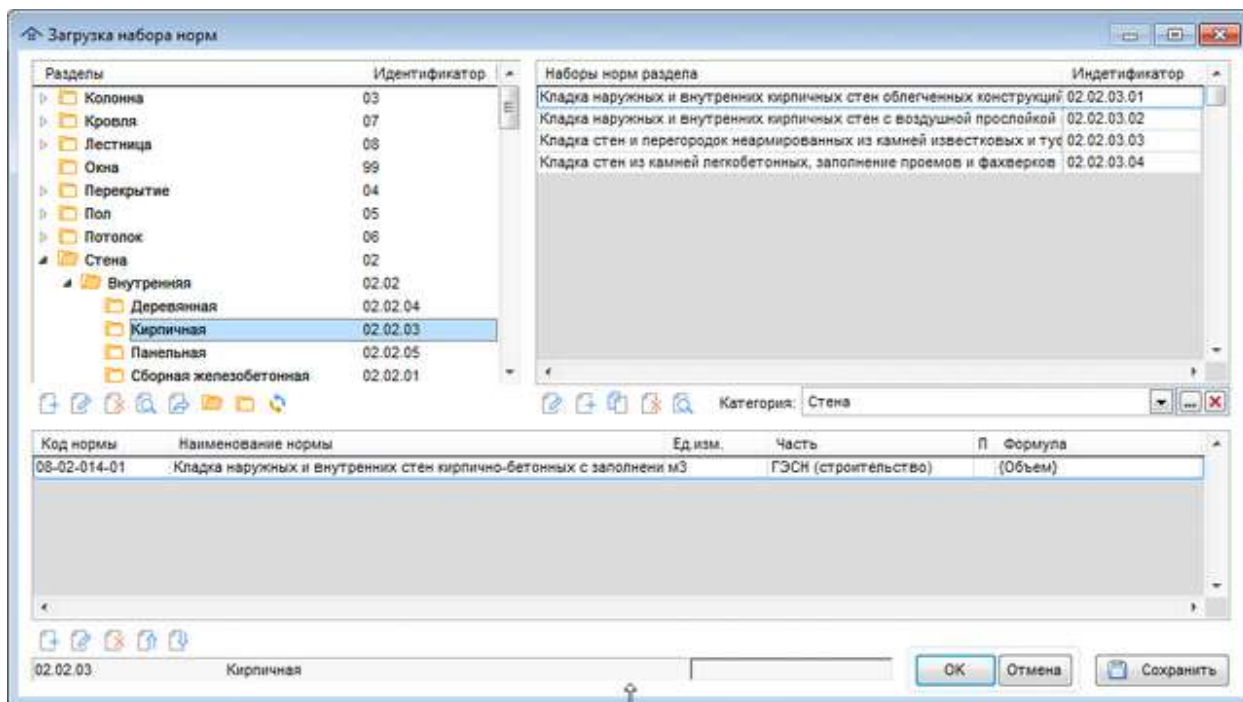 Загрузка набора норм
Разделы Идентификатор
Колонна 03
Кровля 07
Лестница 08
Окна 99
Перекрытие 04
Пол 05
Потолок 06
Стена 02
Внутренняя 02.02
Деревянная 02.02.04
Кирпичная 02.02.03
Панельная 02.02.05
Сборная железобетонная 02.02.01
Наборы норм раздела Индетификатор
Кладка наружных и внутренних кирпичных стен облегченных конструкций 02.02.03.01
Кладка наружных и внутренних кирпичных стен с воздушной прослойкой 02.02.03.02
Кладка стен и перегородок неармированных из камней известковых и туф 02.02.03.03
Кладка стен из камней легкобетонных, заполнение проемов и фахверков 02.02.03.04
Категория: Стена ...
Код нормы Наименование нормы Ед.изм. Часть П Формула
08-02-014-01 Кладка наружных и внутренних стен кирпично-бетонных с заполнени м3 ГЭСН (строительство) {Объем}
02.02.03 Кирпичная
OK Отмена Сохранить